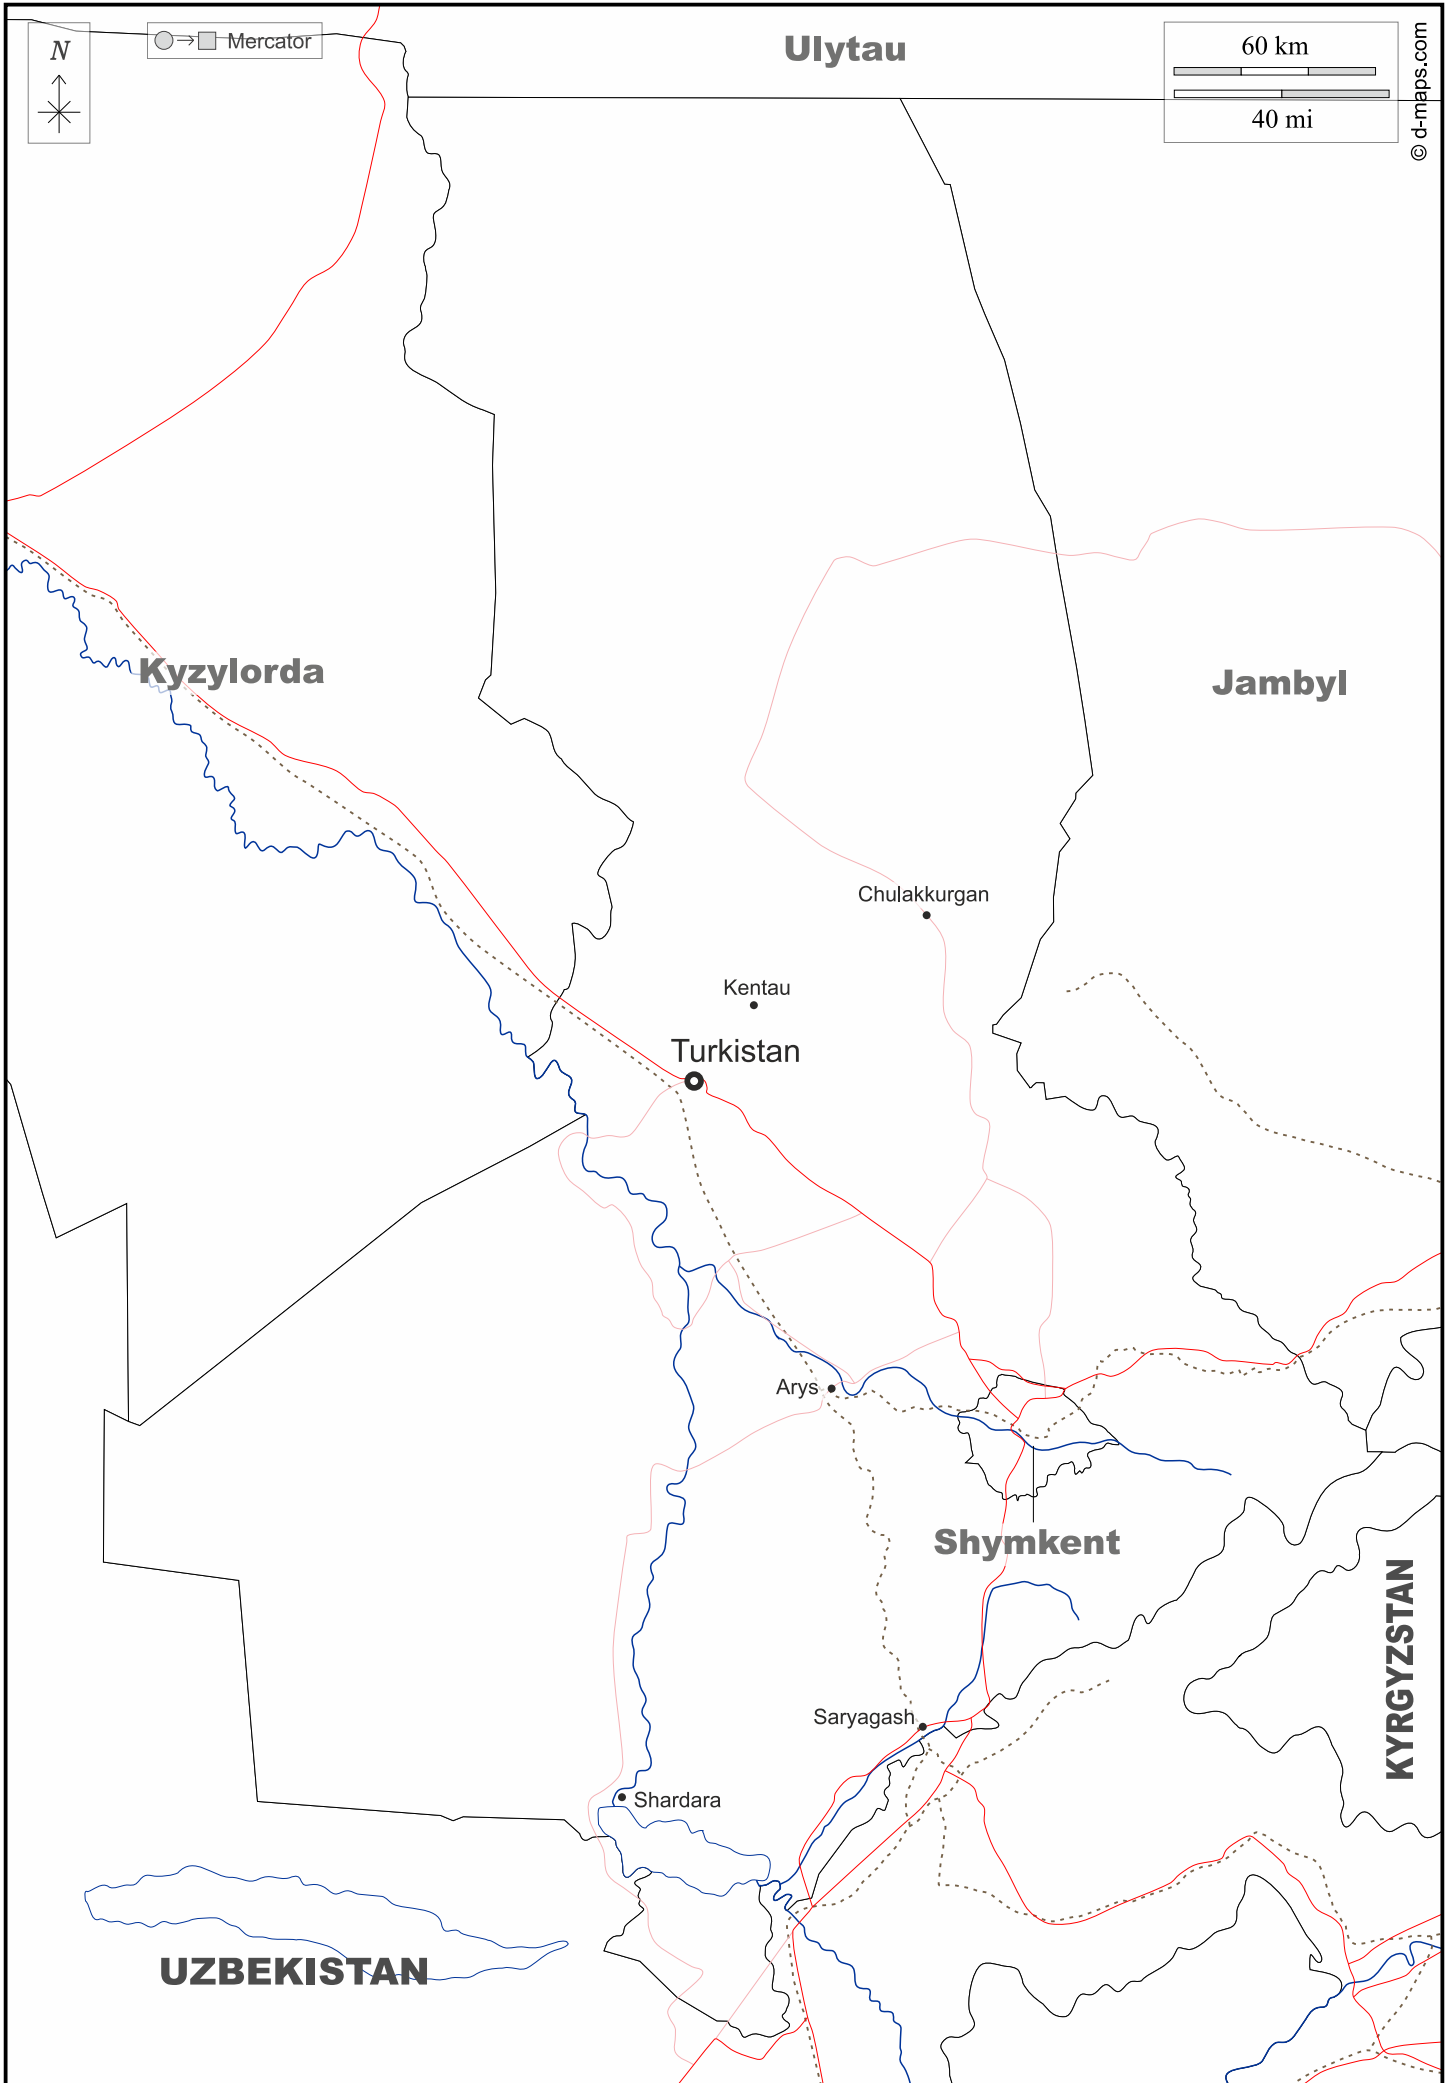 N
Mercator
Ulytau
60 km
40 mi
© d-maps.com
Kyzylorda
Jambyl
Chulakkurgan
Kentau
Turkistan
Arys
Shymkent
KYRGYZSTAN
Saryagash
Shardara
UZBEKISTAN